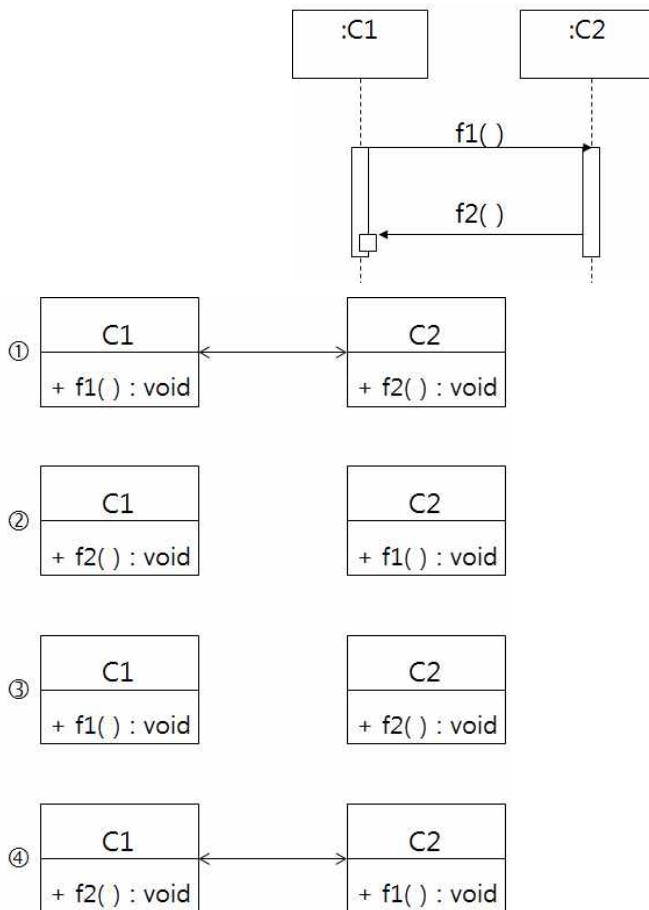 :C1 :C2
f1( )
f2( )
① C1 C2
+ f1( ) : void + f2( ) : void
② C1 C2
+ f2( ) : void + f1( ) : void
③ C1 C2
+ f1( ) : void + f2( ) : void
④ C1 C2
+ f2( ) : void + f1( ) : void